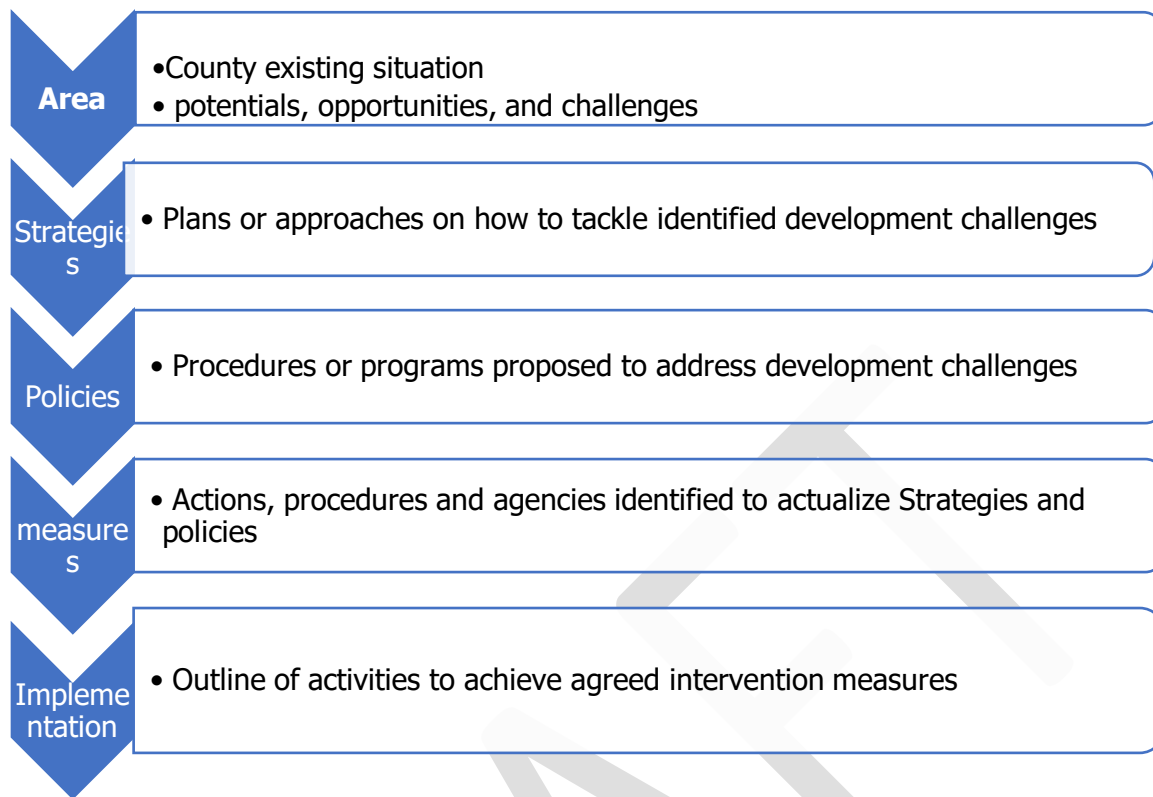 •County existing situation
• potentials, opportunities, and challenges
Area
• Plans or approaches on how to tackle identified development challenges
Strategie
s
• Procedures or programs proposed to address development challenges
Policies
• Actions, procedures and agencies identified to actualize Strategies and
policies
measure
s
• Outline of activities to achieve agreed intervention measures
Impleme
ntation
AFT